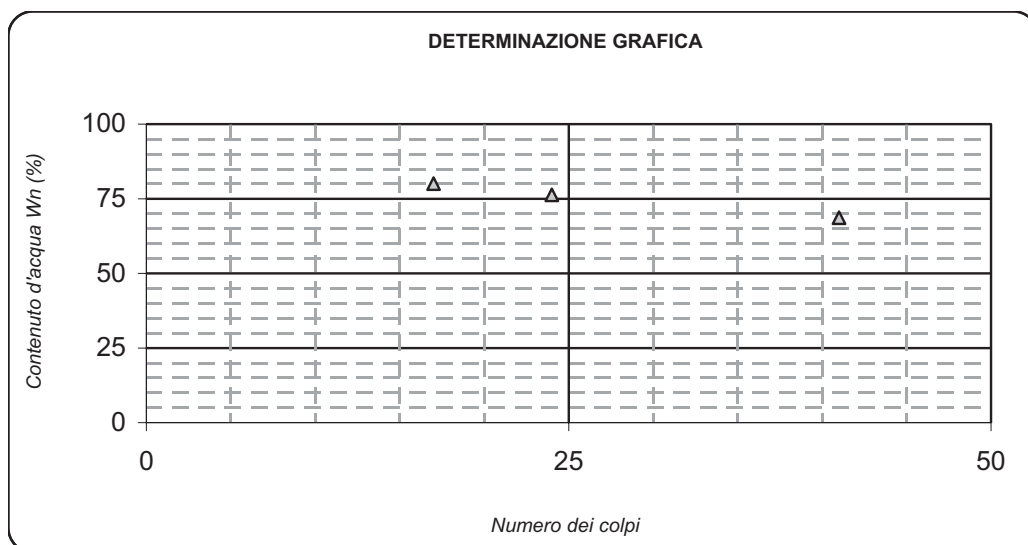 DETERMINAZIONE GRAFICA
Contenuto d'acqua Wn (%)
100
75
50
25
0
0 25 50
Numero dei colpi